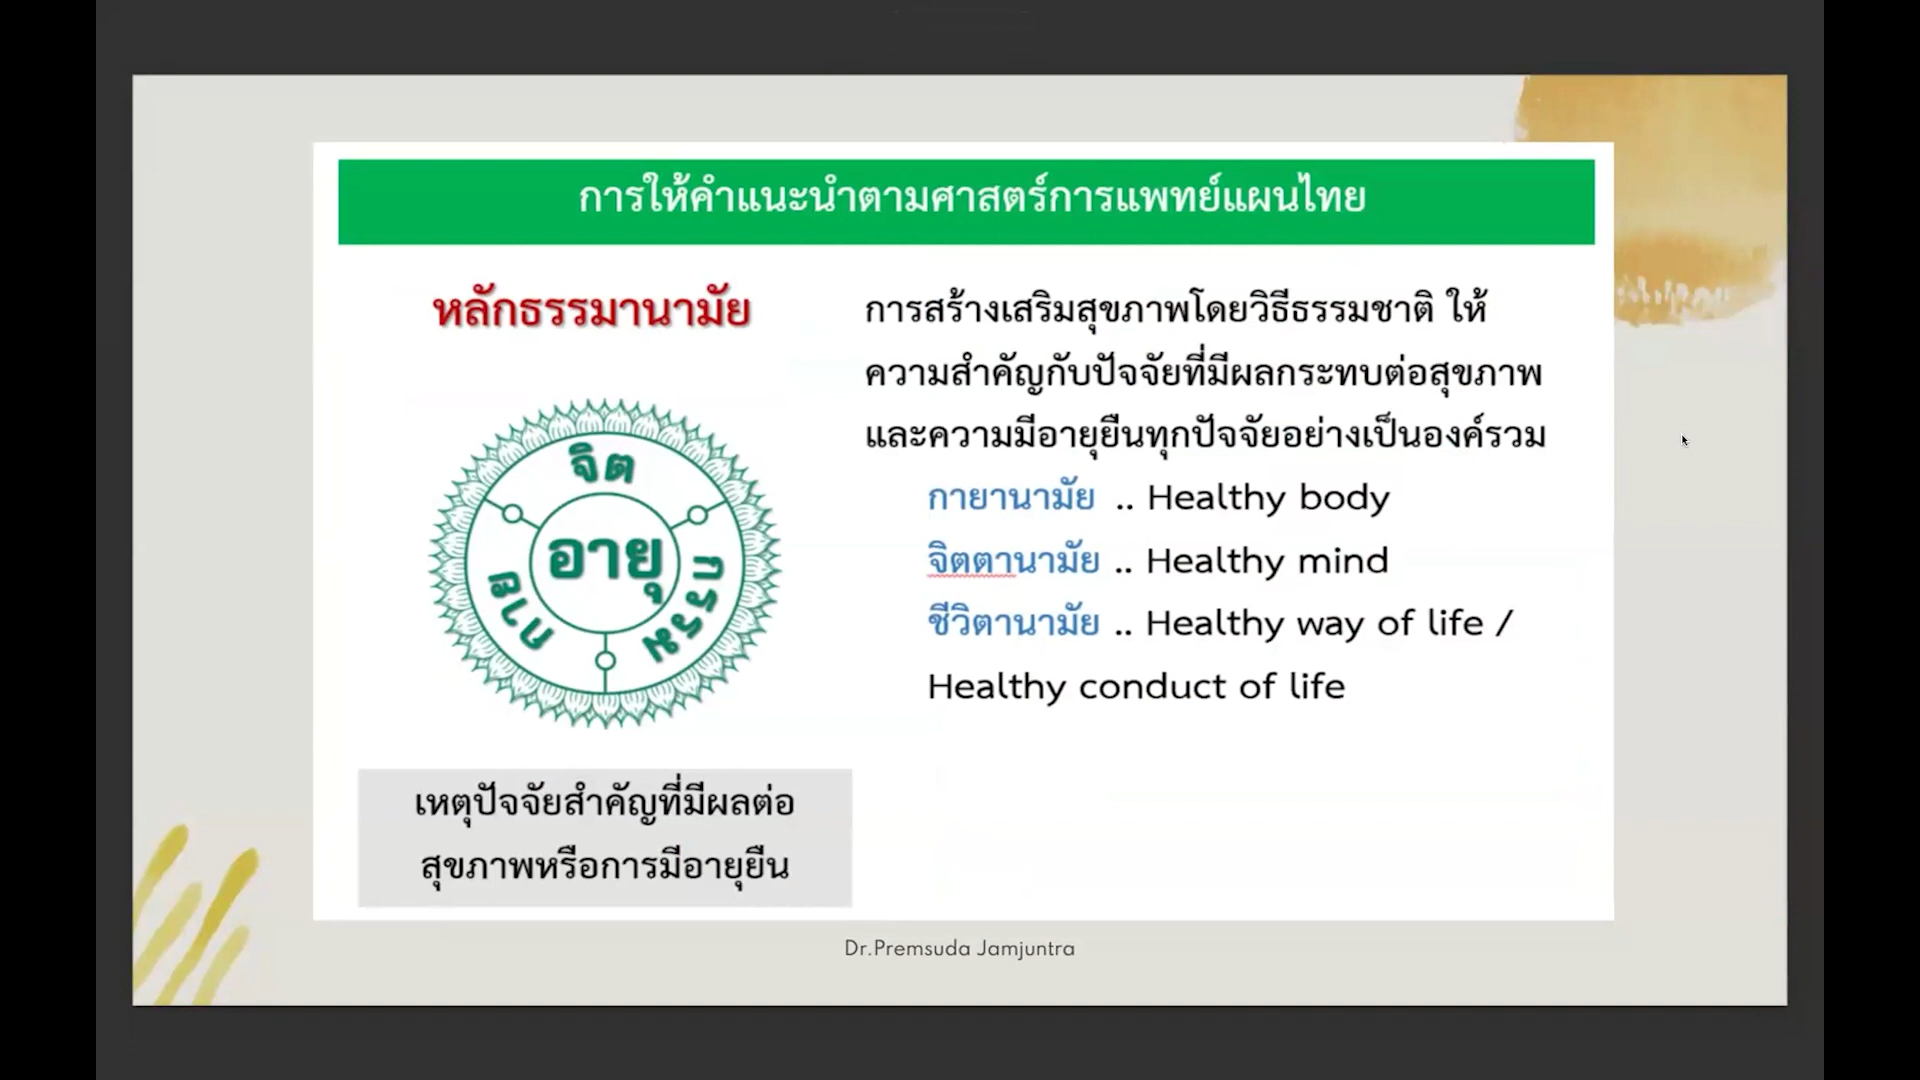 การให้คำแนะนำตามศาสตร์การแพทย์แผนไทย
หลักธรรมานามัย
จิต
อายุ
กาย
กรรม
เหตุปัจจัยสำคัญที่มีผลต่อ
สุขภาพหรือการมีอายุยืน
การสร้างเสริมสุขภาพโดยวิธีธรรมชาติ ให้
ความสำคัญกับปัจจัยที่มีผลกระทบต่อสุขภาพ
และความมีอายุยืนทุกปัจจัยอย่างเป็นองค์รวม
กายานามัย .. Healthy body
จิตตานามัย .. Healthy mind
ชีวิตานามัย .. Healthy way of life /
Healthy conduct of life
Dr.Premsuda Jamjuntra